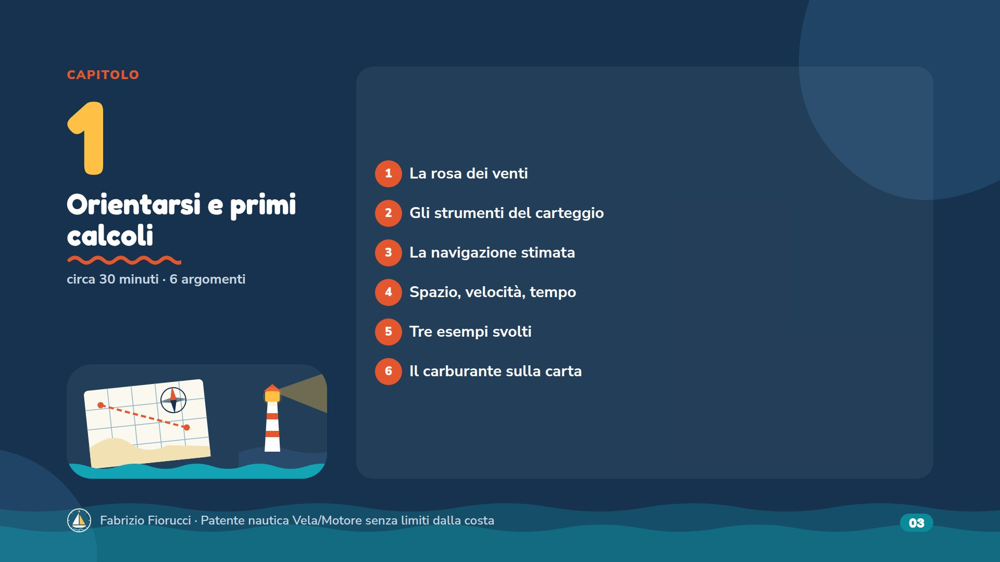 CAPITOLO
1
Orientarsi e primi
calcoli
circa 30 minuti · 6 argomenti
1 La rosa dei venti
2 Gli strumenti del carteggio
3 La navigazione stimata
4 Spazio, velocità, tempo
5 Tre esempi svolti
6 Il carburante sulla carta
Fabrizio Fiorucci · Patente nautica Vela/Motore senza limiti dalla costa
03